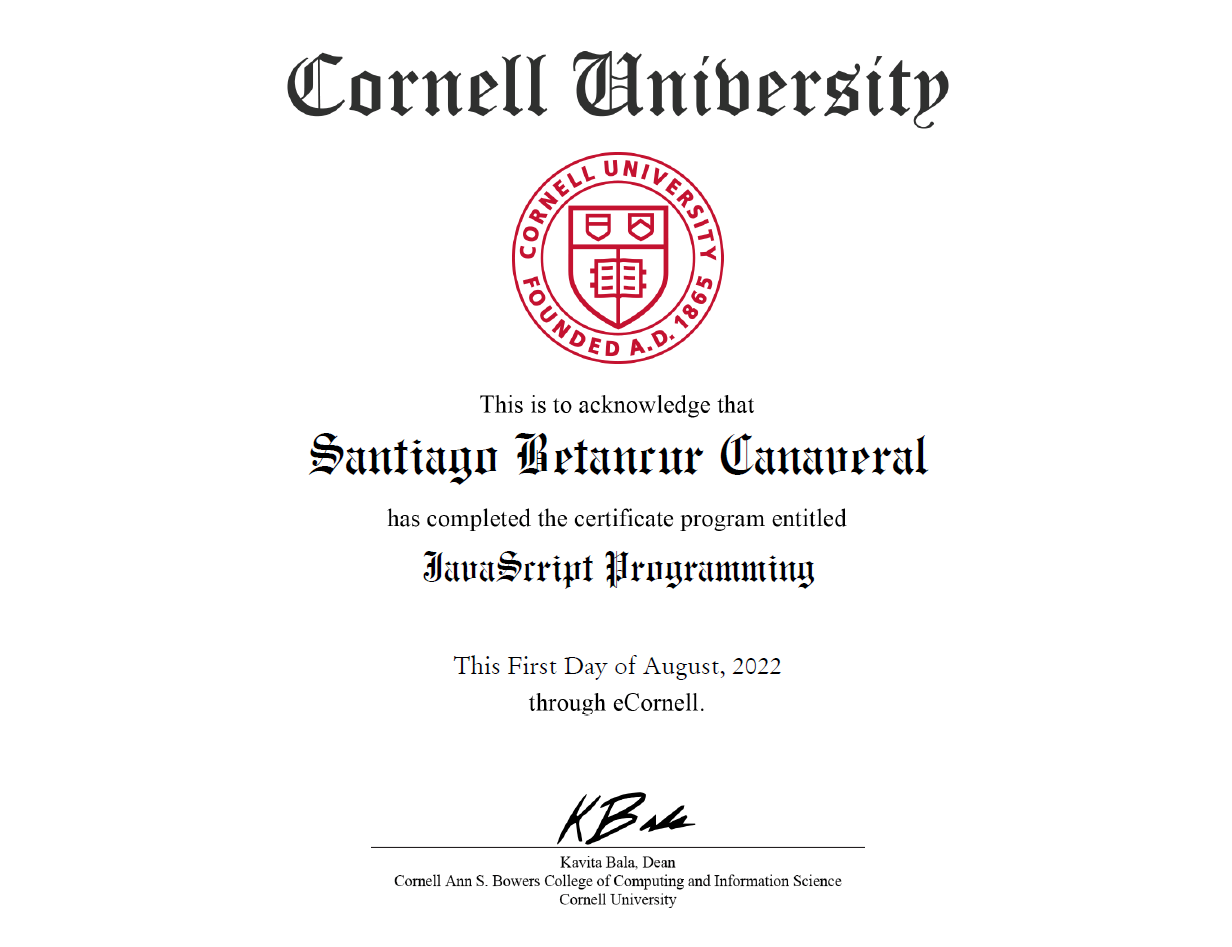 Cornell University
CORNELL UNIVERSITY
FOUNDED A.D. 1865
This is to acknowledge that
Santiago Betancur Canaveral
has completed the certificate program entitled
JavaScript Programming
This First Day of August, 2022
through eCornell.
K Bala
Kavita Bala, Dean
Cornell Ann S. Bowers College of Computing and Information Science
Cornell University